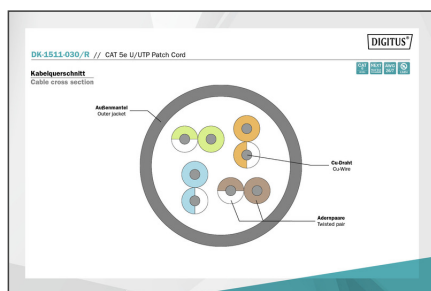 DIGITUS®
DK-1511-030/R // CAT 5e U/UTP Patch Cord
Kabelquerschnitt
Cable cross section
Außenmantel
Outer jacket
Cu-Draht
Cu-Wire
Adernpaare
Twisted pair